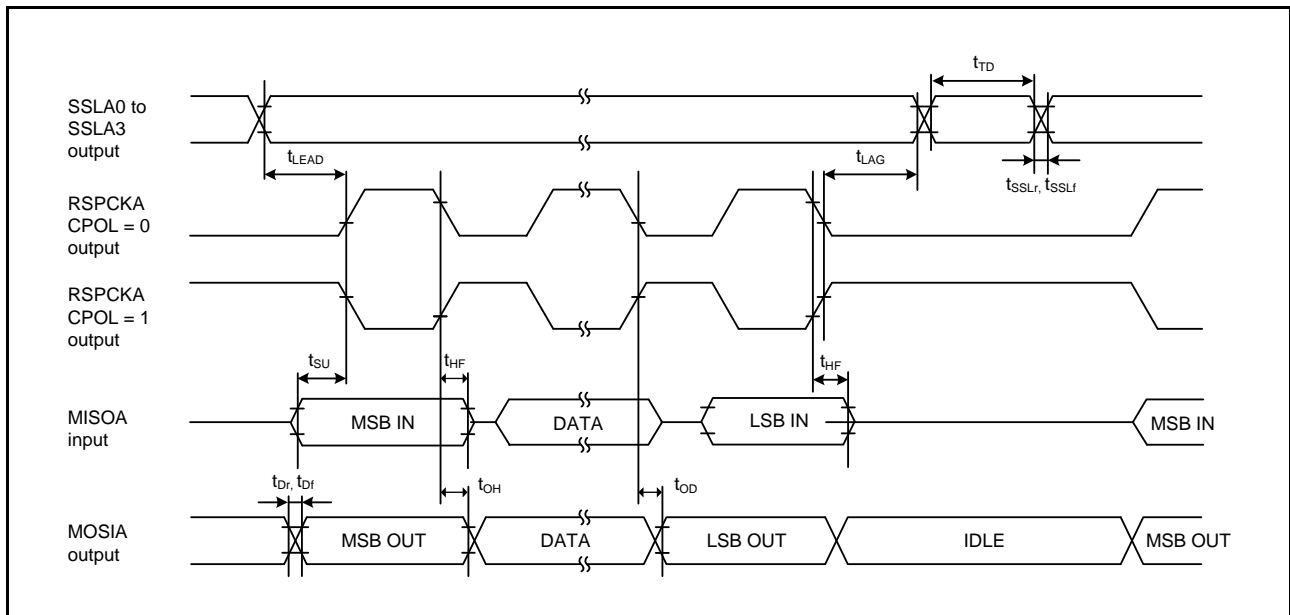 SSLA0 to
SSLA3
output
tTD
tLEAD
tLAG
tSSLr, tSSLf
RSPCKA
CPOL = 0
output
RSPCKA
CPOL = 1
output
tSU
tHF
tHF
MISOA
input
MSB IN
DATA
LSB IN
MSB IN
tDr, tDf
tOH
tOD
MOSIA
output
MSB OUT
DATA
LSB OUT
IDLE
MSB OUT